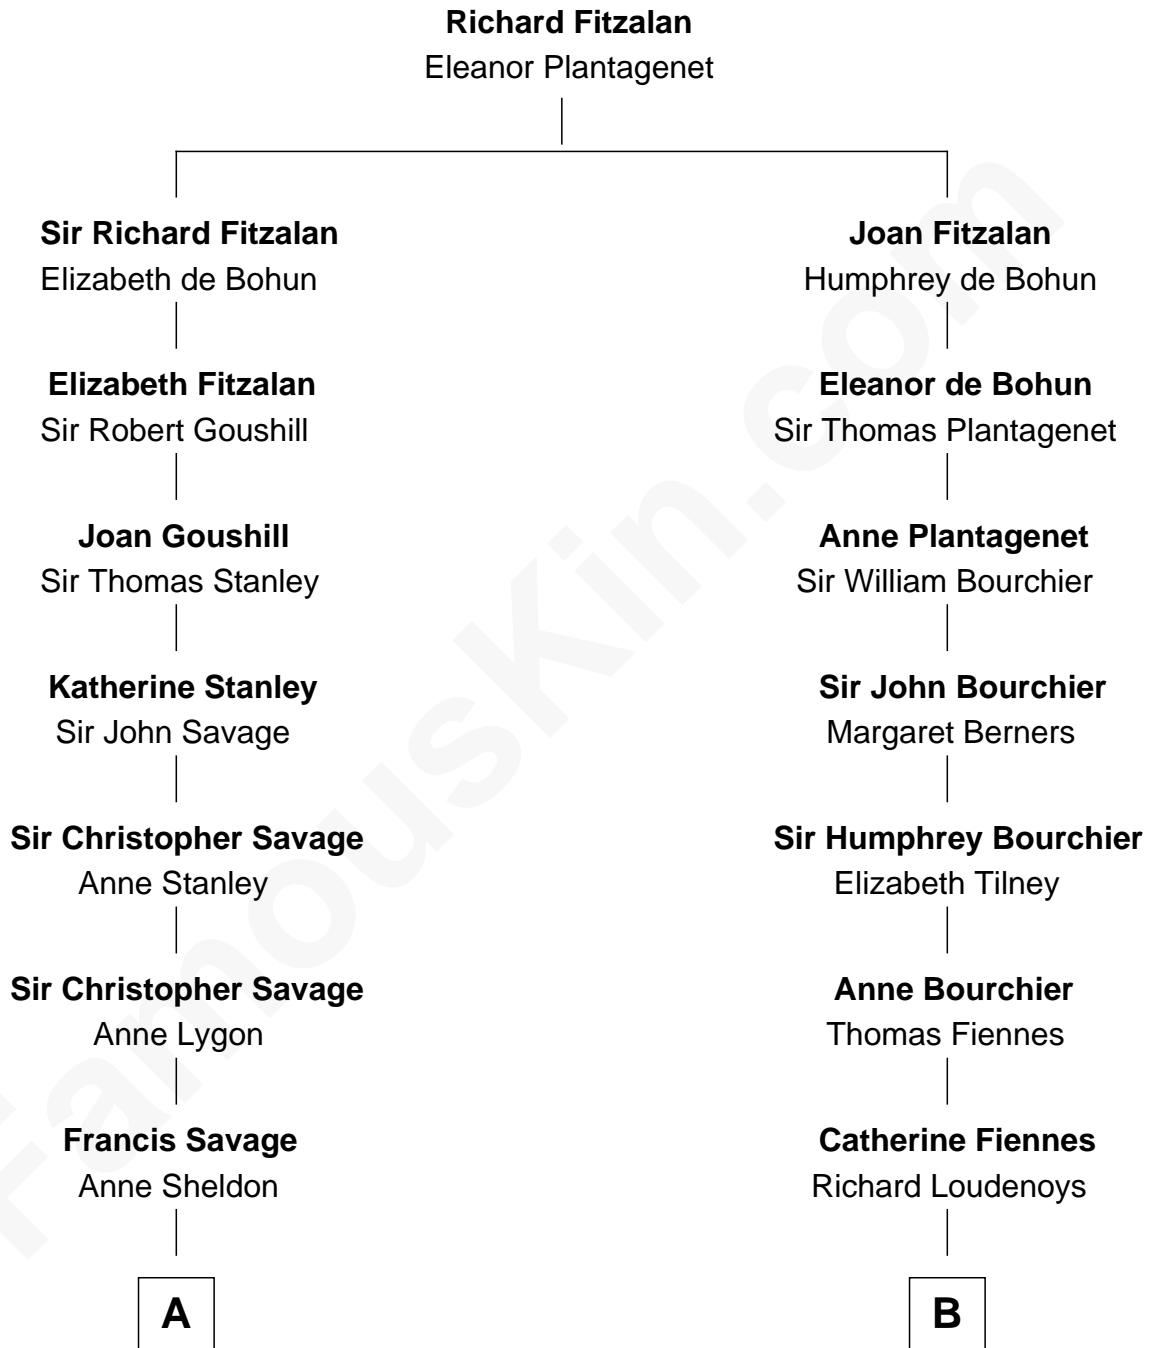 Richard Fitzalan
Eleanor Plantagenet
Sir Richard Fitzalan
Elizabeth de Bohun
Elizabeth Fitzalan
Sir Robert Goushill
Joan Goushill
Sir Thomas Stanley
Katherine Stanley
Sir John Savage
Sir Christopher Savage
Anne Stanley
Sir Christopher Savage
Anne Lygon
Francis Savage
Anne Sheldon
A
Joan Fitzalan
Humphrey de Bohun
Eleanor de Bohun
Sir Thomas Plantagenet
Anne Plantagenet
Sir William Bourchier
Sir John Bourchier
Margaret Berners
Sir Humphrey Bourchier
Elizabeth Tilney
Anne Bourchier
Thomas Fiennes
Catherine Fiennes
Richard Loudenoys
B
FamousKin.com